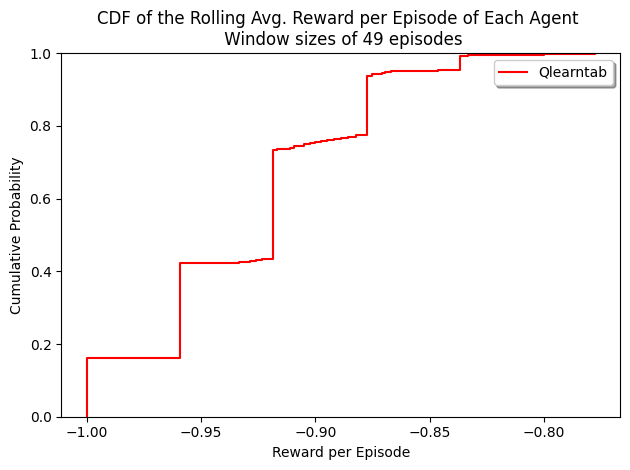 CDF of the Rolling Avg. Reward per Episode of Each Agent
Window sizes of 49 episodes
Qlearntab
Cumulative Probability
1.0
0.8
0.6
0.4
0.2
0.0
−1.00 −0.95 −0.90 −0.85 −0.80
Reward per Episode